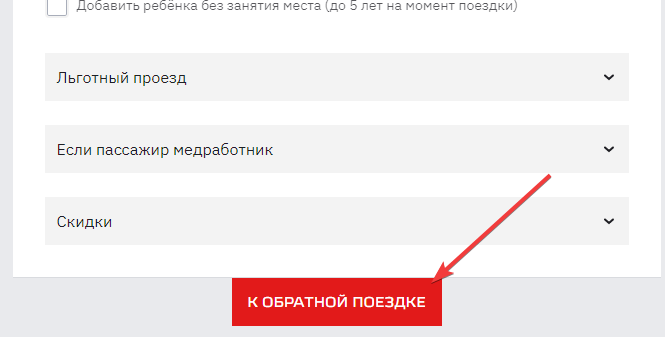 Добавить ребёнка без занятия места (до 5 лет на момент поездки)
Льготный проезд
Если пассажир медработник
Скидки
К ОБРАТНОЙ ПОЕЗДКЕ